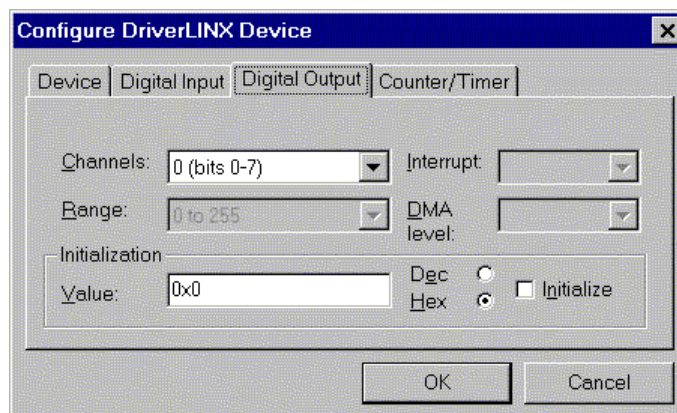 Configure DriverLINX Device
Device Digital Input Digital Output Counter/Timer
Channels: 0 (bits 0-7) Interrupt:
Range: 0 to 255 DMA level:
Initialization
Value: 0x0 Dec Hex Initialize
OK Cancel